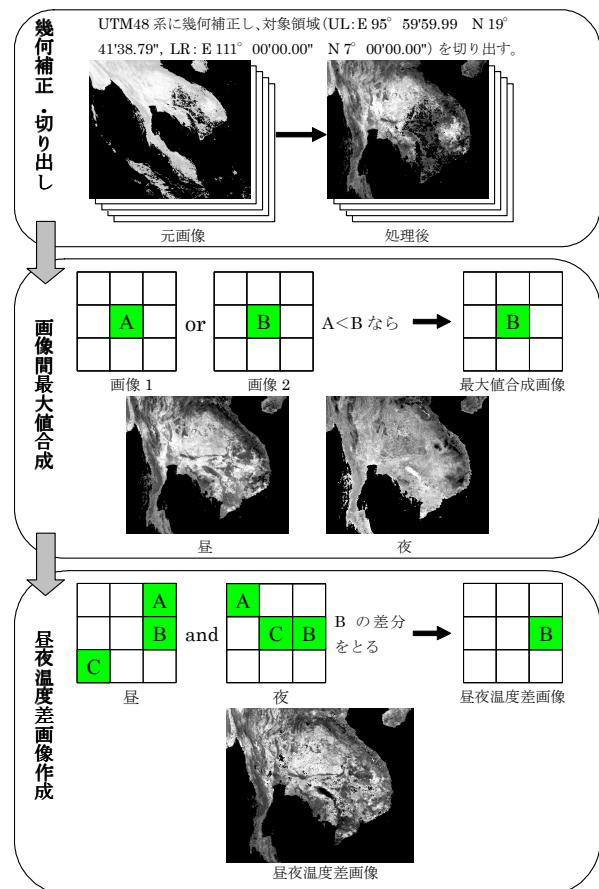 幾何補正・切り出し
UTM48 系に幾何補正し、対象領域(UL:E 95° 59'59.99 N 19°
41'38.79", LR:E 111° 00'00.00" N 7° 00'00.00")を切り出す。
元画像
処理後
画像間最大値合成
A
or
B
A<B なら
B
画像 1
画像 2
最大値合成画像
昼
夜
昼夜温度差画像作成
A
B
C
and
A
C
B
B の差分
をとる
B
昼
夜
昼夜温度差画像
昼夜温度差画像